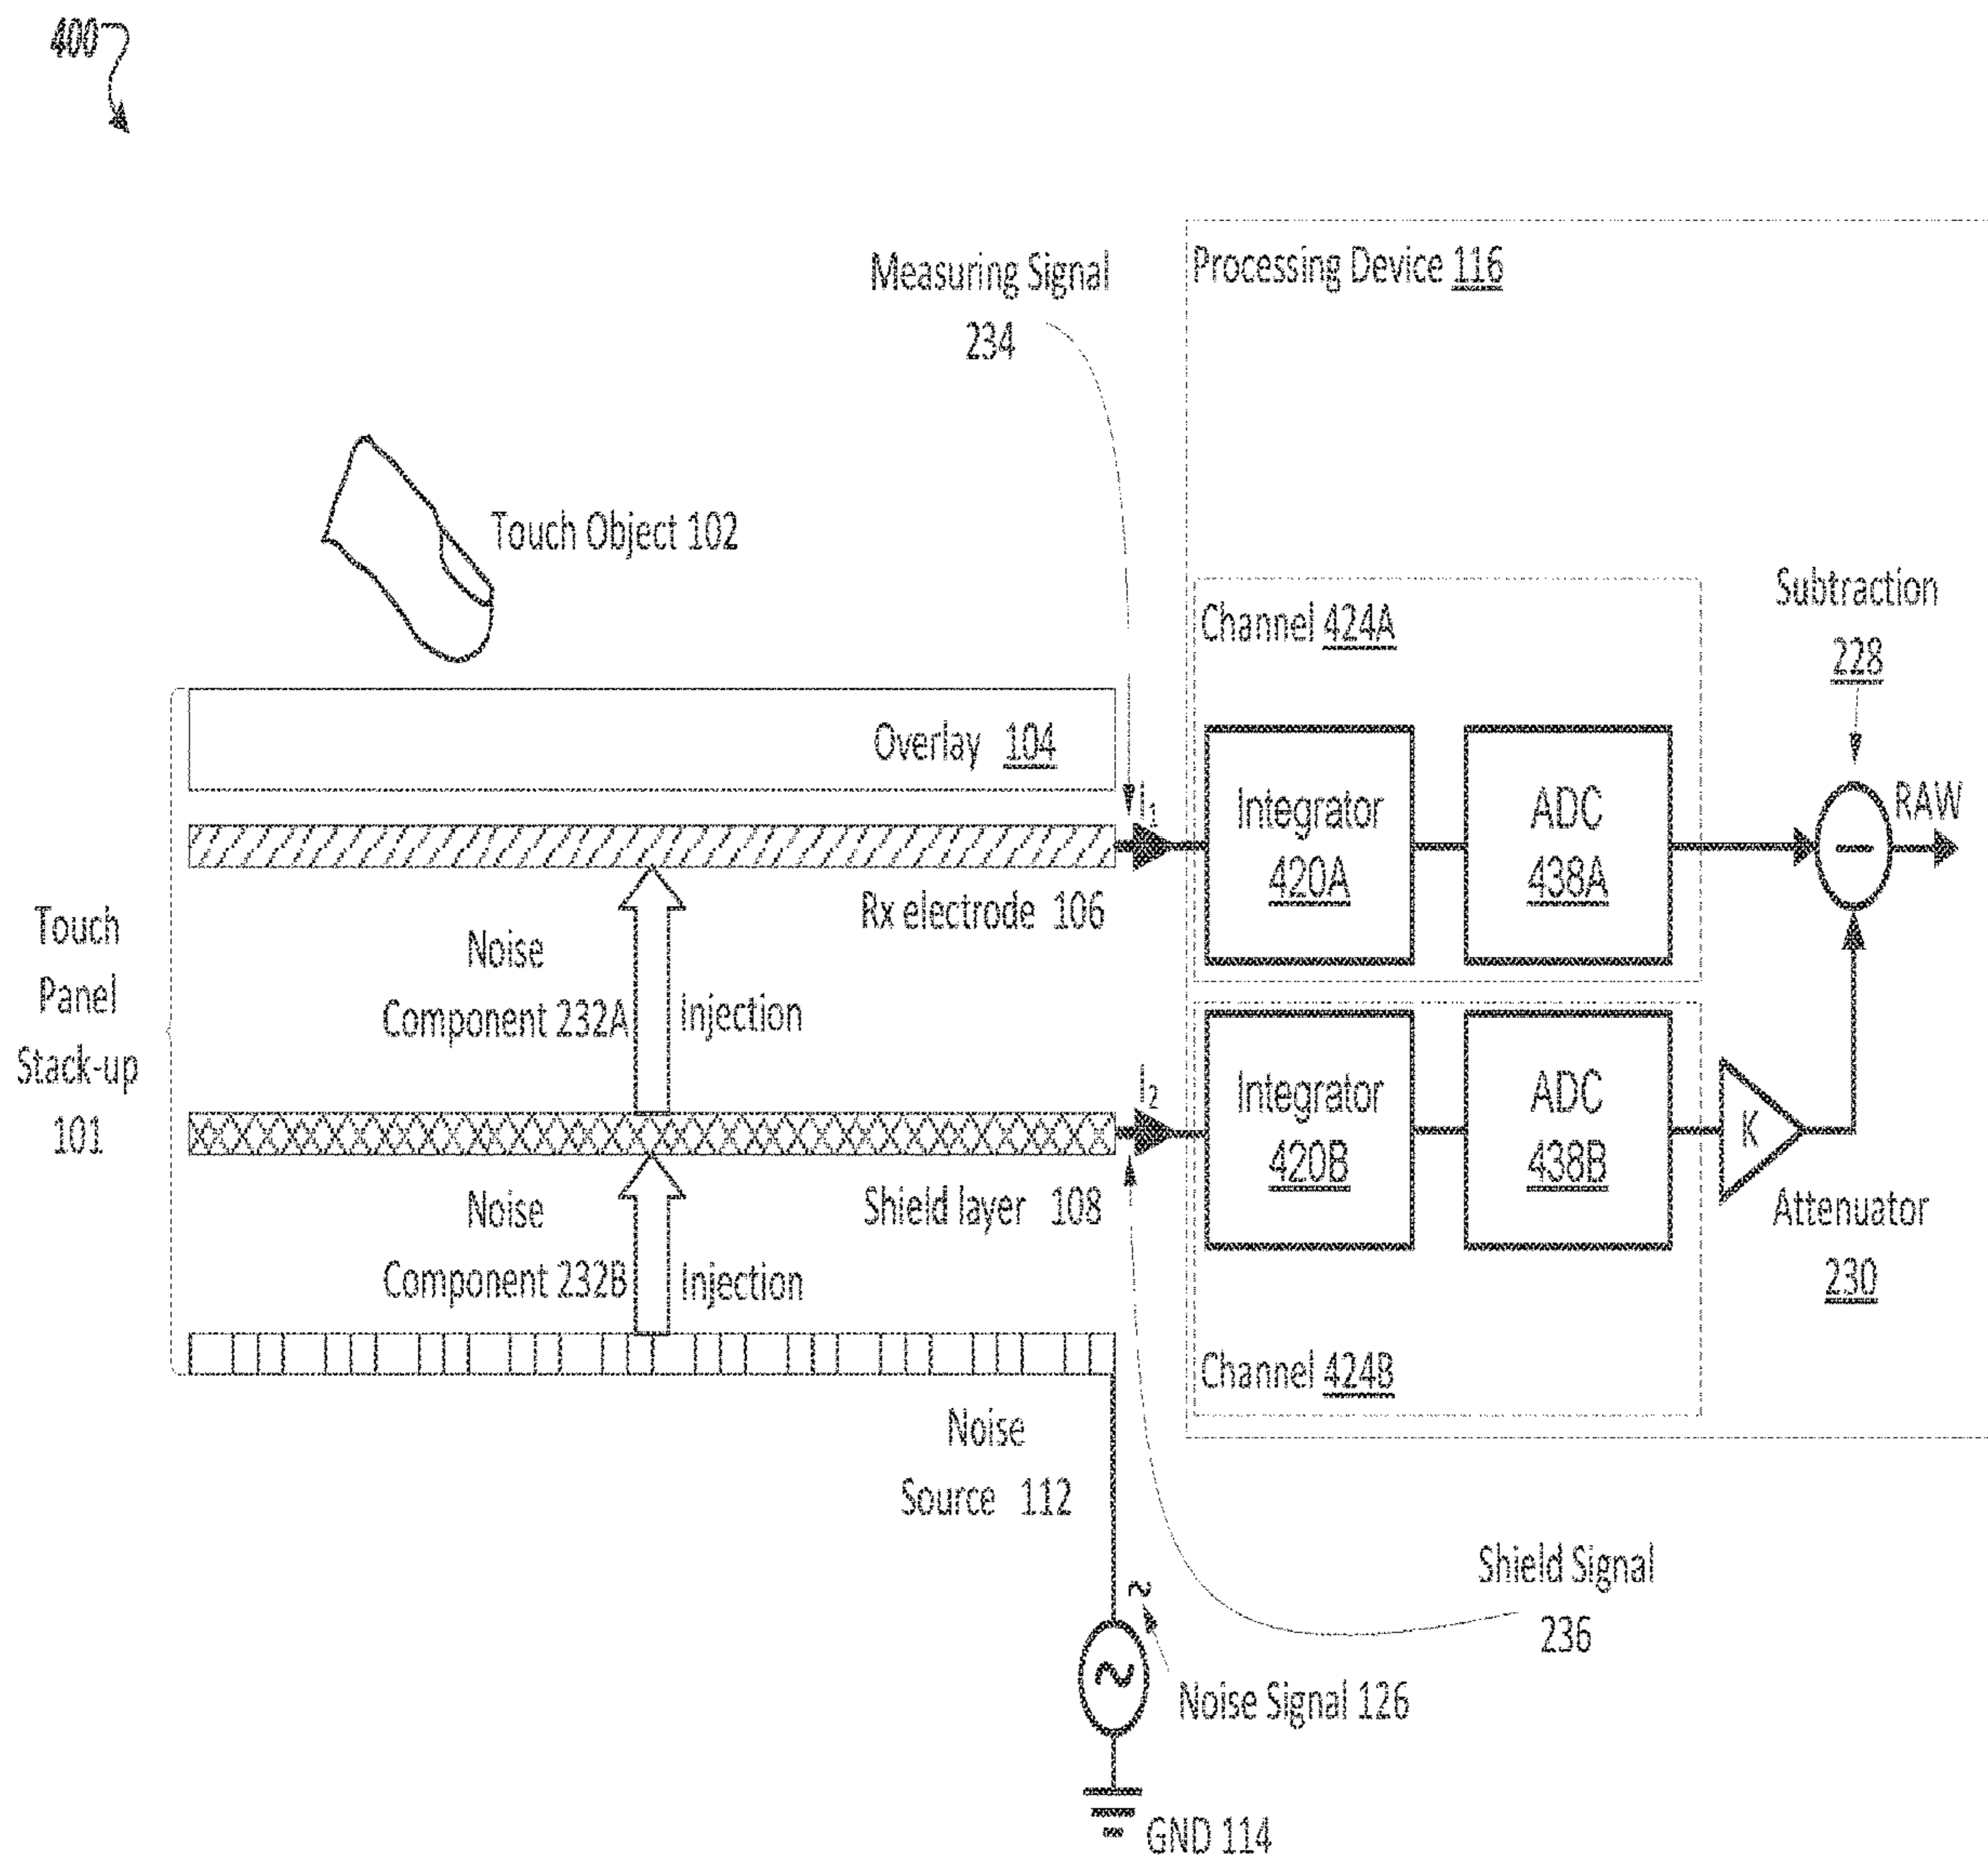 400
Measuring Signal
234
Processing Device 116
Touch Object 102
Channel 424A
Subtraction
228
Overlay 104
I1
Integrator
420A
ADC
438A
RAW
Rx electrode 106
Touch
Panel
Stack-up
101
Noise
Component 232A
Injection
I2
Integrator
420B
ADC
438B
K
Attenuator
230
Shield layer 108
Noise
Component 232B
Injection
Channel 424B
Noise
Source 112
Shield Signal
236
~
~
Noise Signal 126
GND 114